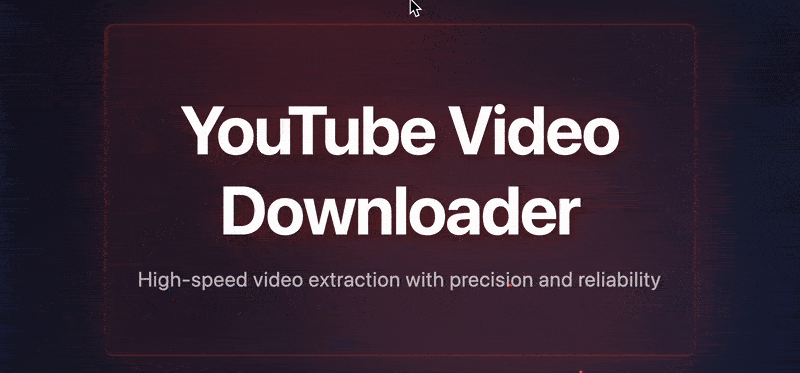 YouTube Video
Downloader
High-speed video extraction with precision and reliability